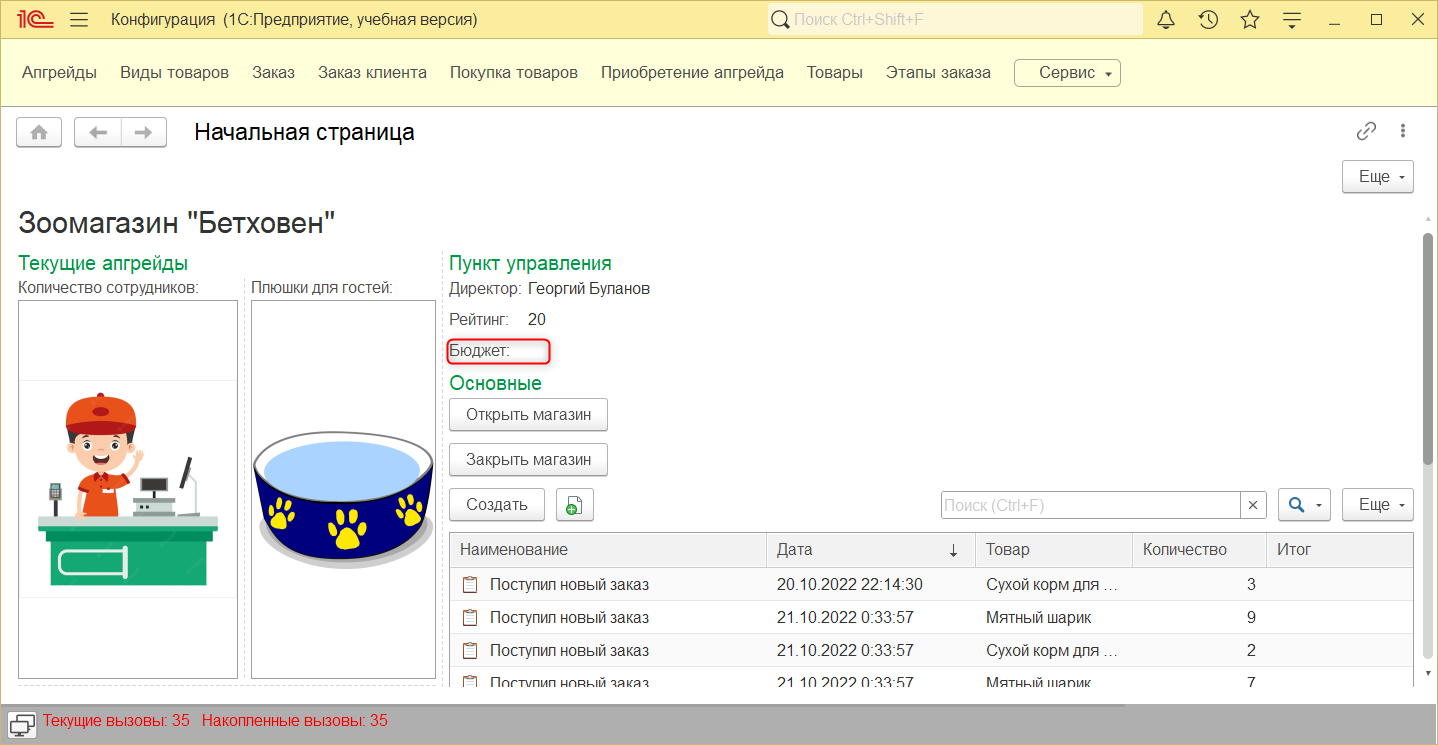 1С Конфигурация (1С:Предприятие, учебная версия) Поиск Ctrl+Shift+F
Апгрейды Виды товаров Заказ Заказ клиента Покупка товаров Приобретение апгрейда Товары Этапы заказа Сервис
Начальная страница
Еще
Зоомагазин "Бетховен"
Текущие апгрейды
Количество сотрудников:
Плюшки для гостей:
Пункт управления
Директор: Георгий Буланов
Рейтинг: 20
Бюджет:
Основные
Открыть магазин
Закрыть магазин
Создать Поиск (Ctrl+F) Еще
Наименование Дата Товар Количество Итог
Поступил новый заказ 20.10.2022 22:14:30 Сухой корм для ... 3
Поступил новый заказ 21.10.2022 0:33:57 Мятный шарик 9
Поступил новый заказ 21.10.2022 0:33:57 Сухой корм для ... 2
Поступил новый заказ 21.10.2022 0:33:57 Мятный шарик 7
Текущие вызовы: 35 Накопленные вызовы: 35